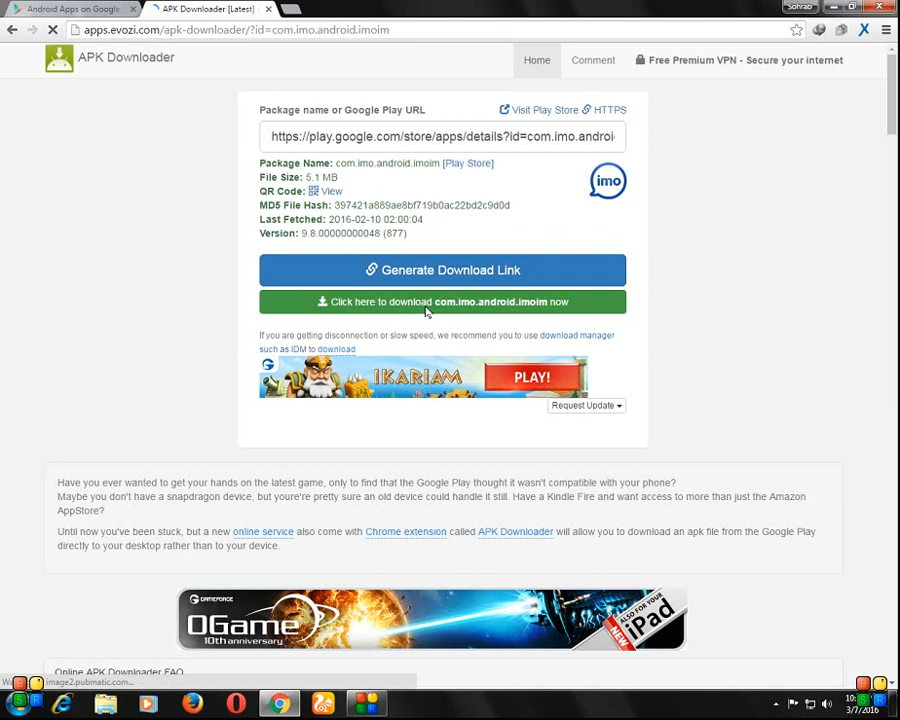 Android Apps on Google
APK Downloader [Latest]
Sohrab
apps.evozi.com/apk-downloader/?id=com.imo.android.imoim
APK Downloader
Home
Comment
Free Premium VPN - Secure your internet
Package name or Google Play URL
Visit Play Store
HTTPS
https://play.google.com/store/apps/details?id=com.imo.androi
Package Name: com.imo.android.imoim [Play Store]
File Size: 5.1 MB
QR Code: View
MD5 File Hash: 397421a889ae8bf719b0ac22bd2c9d0d
Last Fetched: 2016-02-10 02:00:04
Version: 9.8.00000000048 (877)
imo
Generate Download Link
Click here to download com.imo.android.imoim now
If you are getting disconnection or slow speed, we recommend you to use download manager
such as IDM to download
G
IKARIAM
PLAY!
Request Update
Have you ever wanted to get your hands on the latest game, only to find that the Google Play thought it wasn't compatible with your phone?
Maybe you don't have a snapdragon device, but youre're pretty sure an old device could handle it still. Have a Kindle Fire and want access to more than just the Amazon
AppStore?
Until now you've been stuck, but a new online service also come with Chrome extension called APK Downloader will allow you to download an apk file from the Google Play
directly to your desktop rather than to your device.
GAMEFORGE
OGame
10th anniversary
ALSO FOR YOUR
NEW
iPad
Online APK Downloader FAQ
image2.pubmatic.com...
S
R
S
R
3/7/2016